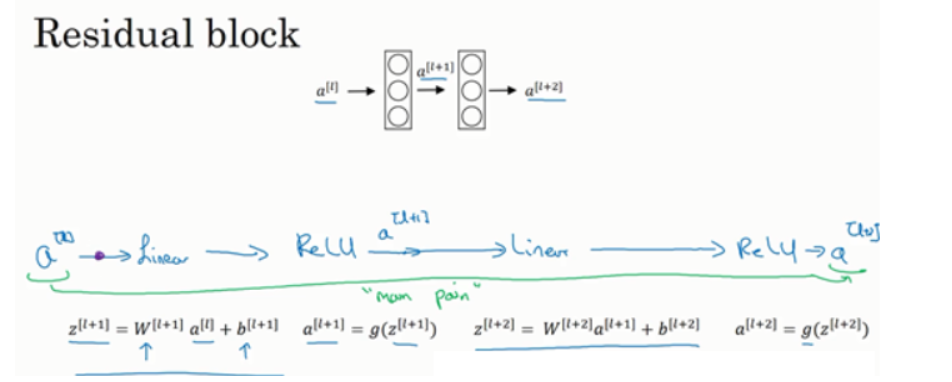 Residual block
a[l] → a[l+1] → a[l+2]
a[l] → Linear → ReLU a[l+1] → Linear → ReLU → a[l+2]
"main path"
z[l+1] = W[l+1] a[l] + b[l+1] a[l+1] = g(z[l+1]) z[l+2] = W[l+2]a[l+1] + b[l+2] a[l+2] = g(z[l+2])